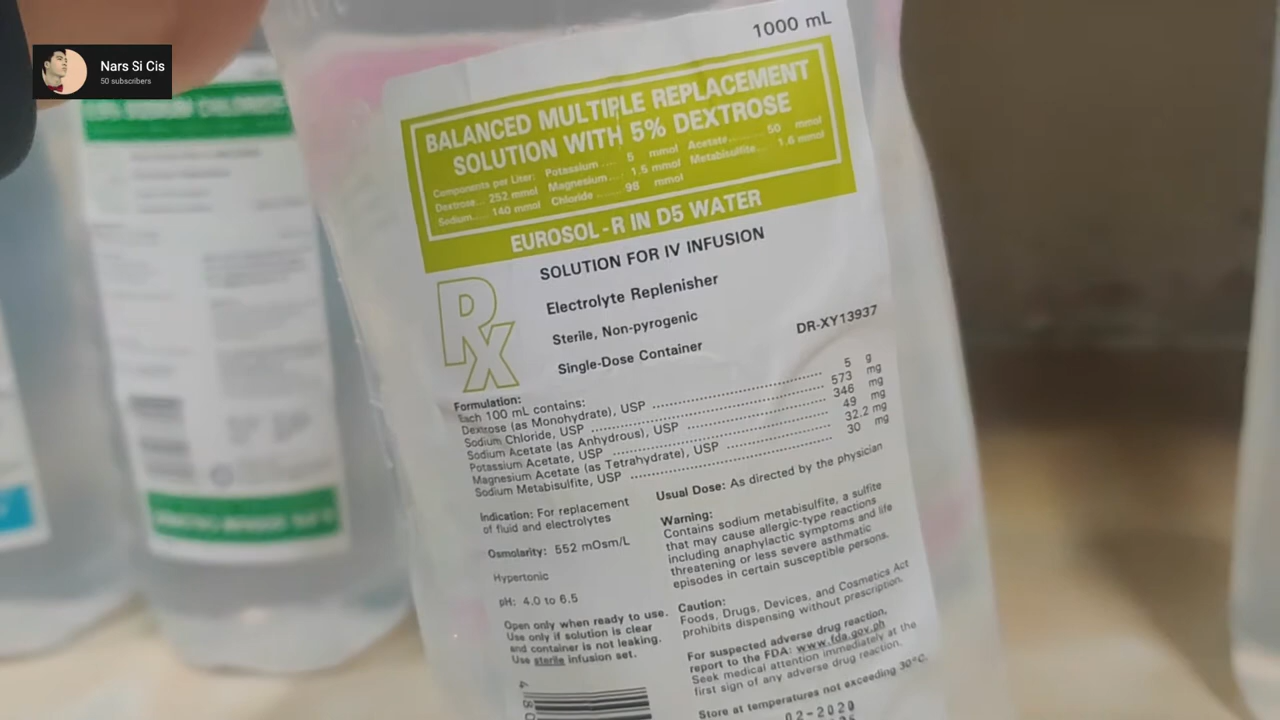 Nars Si Cis
50 subscribers
1000 mL
BALANCED MULTIPLE REPLACEMENT
SOLUTION WITH 5% DEXTROSE
Components per Liter: Potassium .... 5 mmol Acetate....... 50 mmol
Dextrose... 252 mmol Magnesium.... 1.5 mmol Metabisulfite... 1.6 mmol
Sodium..... 140 mmol Chloride ....... 98 mmol
EUROSOL-R IN D5 WATER
Rx
SOLUTION FOR IV INFUSION
Electrolyte Replenisher
Sterile, Non-pyrogenic
Single-Dose Container
DR-XY13937
Formulation:
Each 100 mL contains:
Dextrose (as Monohydrate), USP .......... 5 g
Sodium Chloride, USP .......... 573 mg
Sodium Acetate (as Anhydrous), USP .......... 346 mg
Potassium Acetate, USP .......... 49 mg
Magnesium Acetate (as Tetrahydrate), USP .......... 32.2 mg
Sodium Metabisulfite, USP .......... 30 mg
Indication: For replacement
of fluid and electrolytes
Osmolarity: 552 mOsm/L
Hypertonic
pH: 4.0 to 6.5
Open only when ready to use.
Use only if solution is clear
and container is not leaking.
Use sterile infusion set.
Usual Dose: As directed by the physician
Warning:
Contains sodium metabisulfite, a sulfite
that may cause allergic-type reactions
including anaphylactic symptoms and life
threatening or less severe asthmatic
episodes in certain susceptible persons.
Caution:
Foods, Drugs, Devices, and Cosmetics Act
prohibits dispensing without prescription.
For suspected adverse drug reaction,
report to the FDA: www.fda.gov.ph
Seek medical attention immediately at the
first sign of any adverse drug reaction.
Store at temperatures not exceeding 30°C.
02-2020